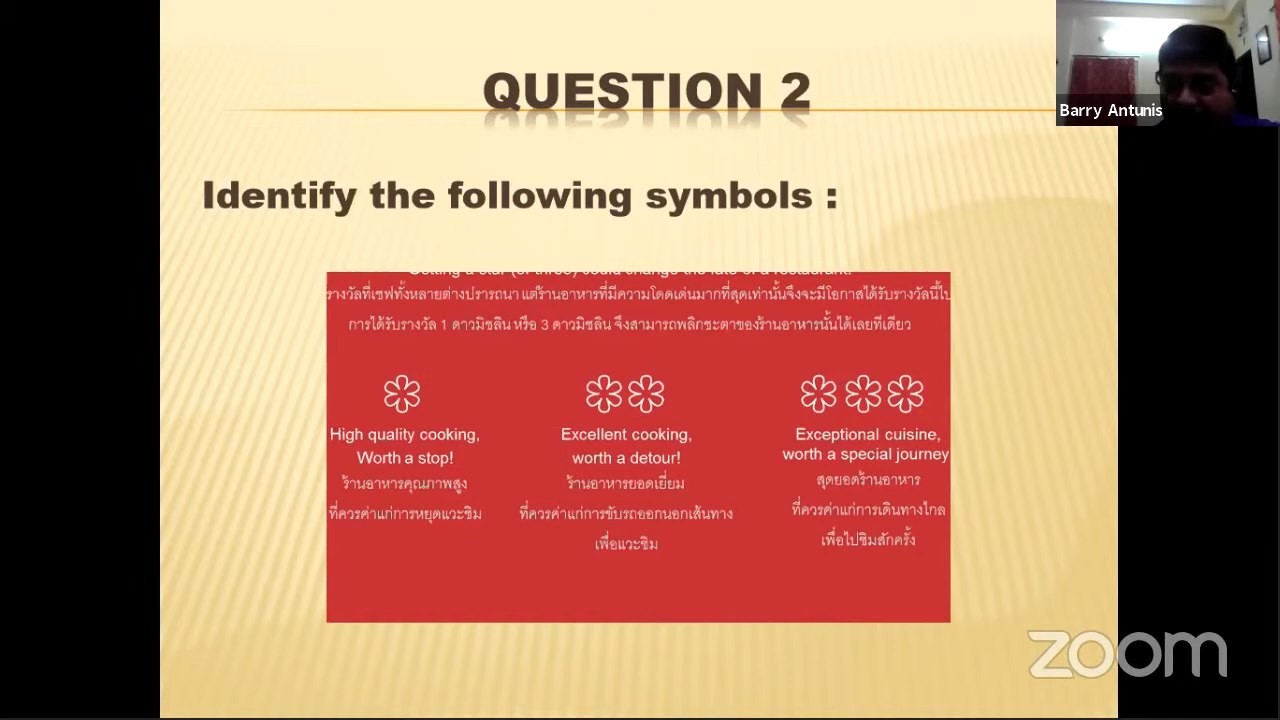 Barry Antunis
QUESTION 2
Identify the following symbols :
Getting a star (or three) could change the fate of a restaurant.
รางวัลที่เชฟทั้งหลายต่างปรารถนา แต่ร้านอาหารที่มีความโดดเด่นมากที่สุดเท่านั้นจึงจะมีโอกาสได้รับรางวัลนี้ไป
การได้รับรางวัล 1 ดาวมิชลิน หรือ 3 ดาวมิชลิน จึงสามารถพลิกชะตาของร้านอาหารนั้นได้เลยทีเดียว
High quality cooking,
Worth a stop!
ร้านอาหารคุณภาพสูง
ที่ควรค่าแก่การหยุดแวะชิม
Excellent cooking,
worth a detour!
ร้านอาหารยอดเยี่ยม
ที่ควรค่าแก่การขับรถออกนอกเส้นทาง
เพื่อแวะชิม
Exceptional cuisine,
worth a special journey
สุดยอดร้านอาหาร
ที่ควรค่าแก่การเดินทางไกล
เพื่อไปชิมสักครั้ง
zoom